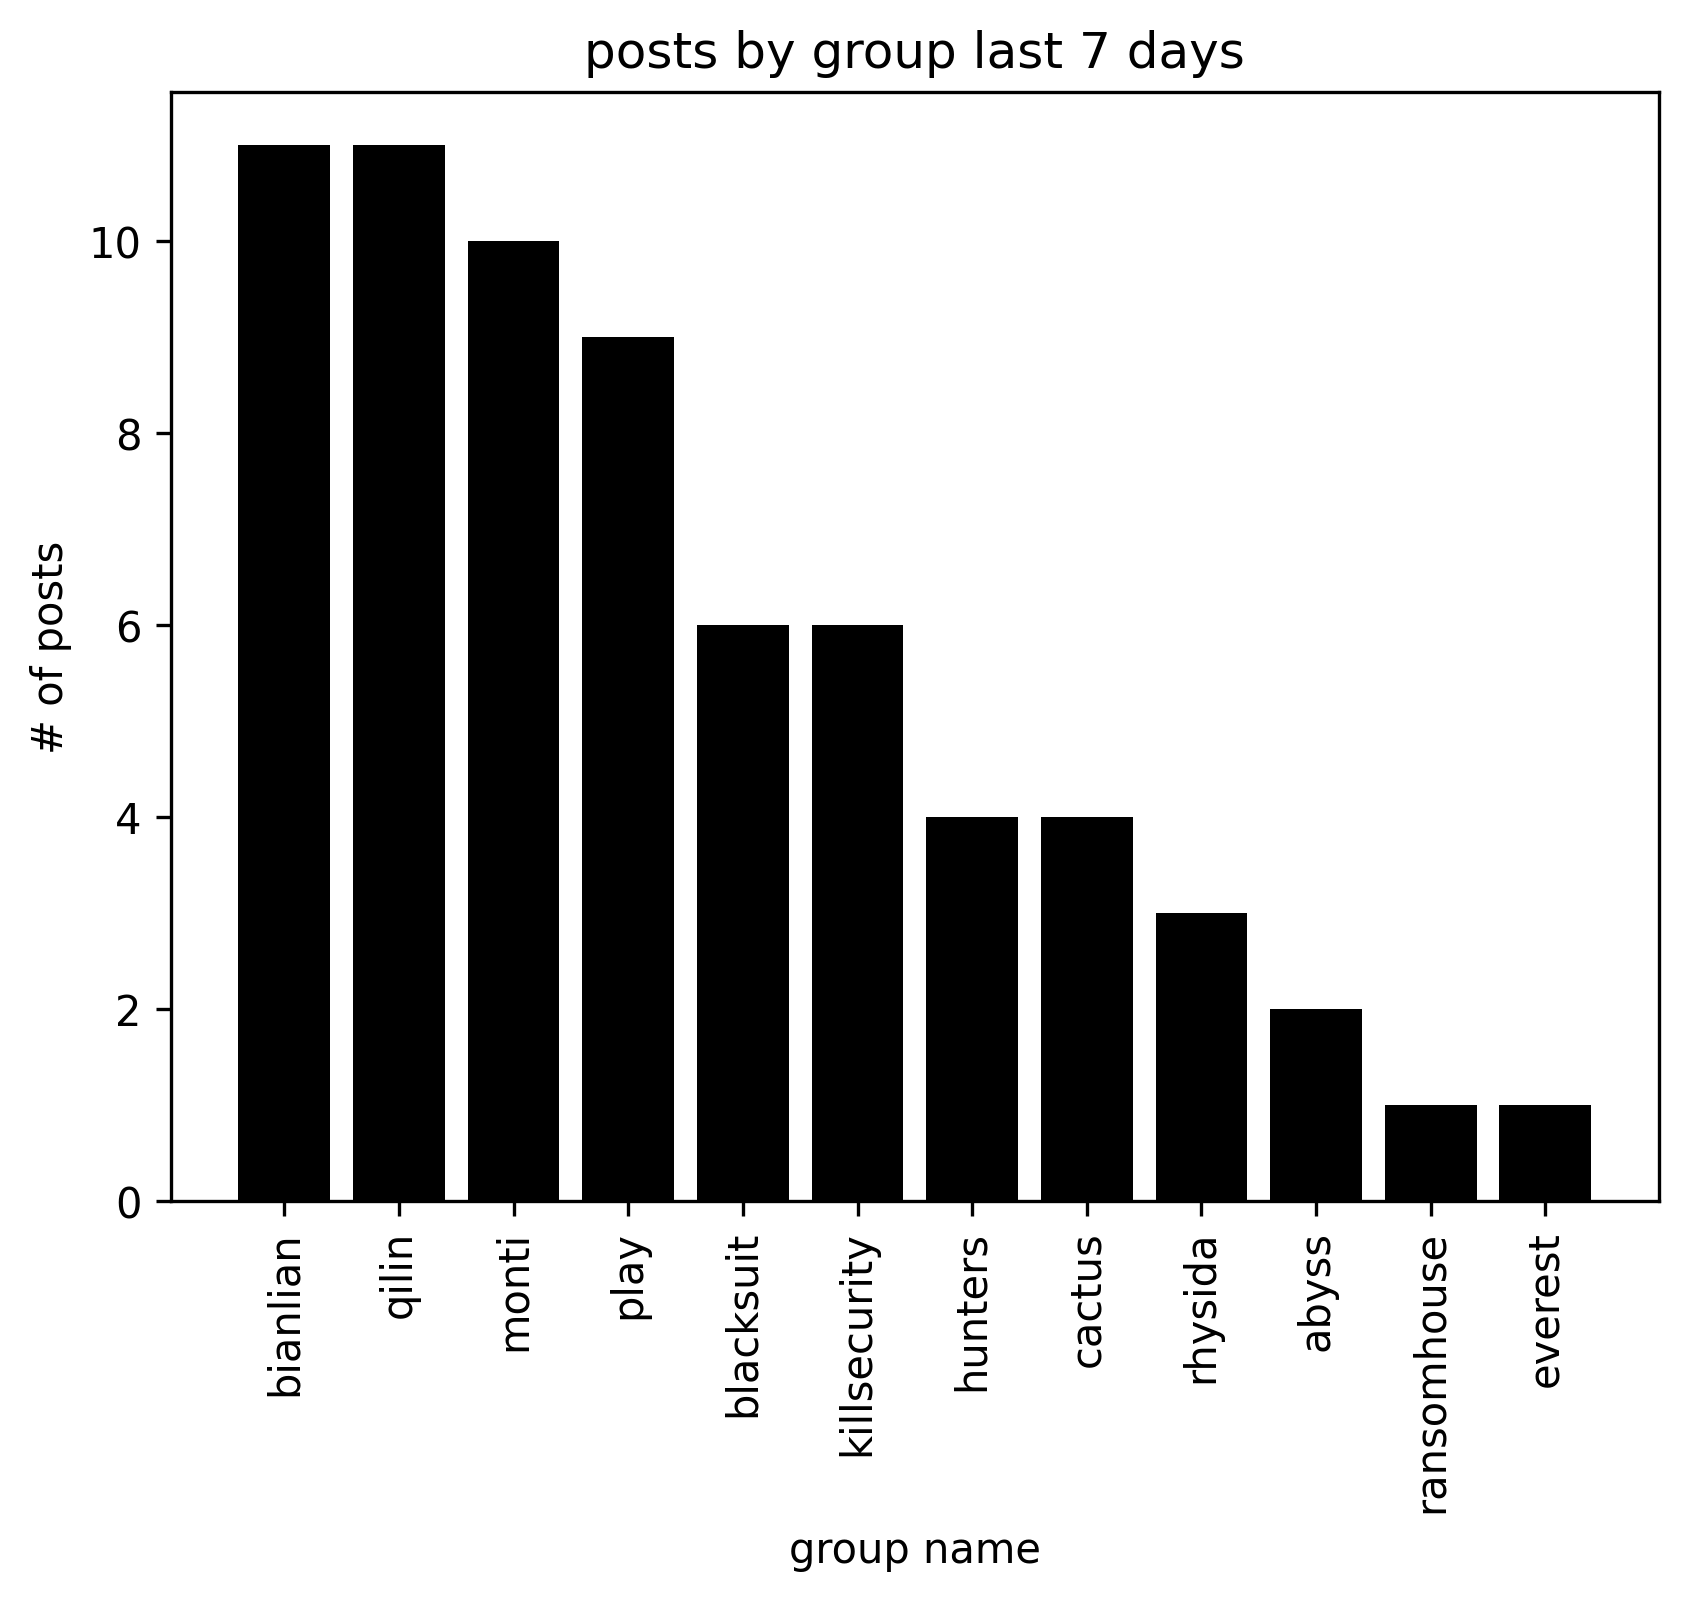 posts by group last 7 days
# of posts
10
8
6
4
2
0
bianlian
qilin
monti
play
blacksuit
killsecurity
hunters
cactus
rhysida
abyss
ransomhouse
everest
group name